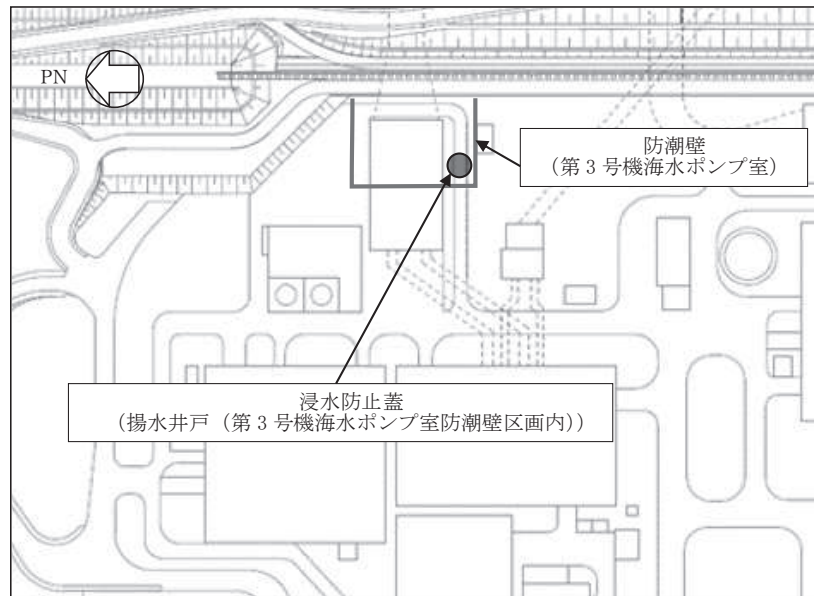 PN
防潮壁
（第３号機海水ポンプ室）
浸水防止蓋
（揚水井戸（第３号機海水ポンプ室防潮壁区画内））